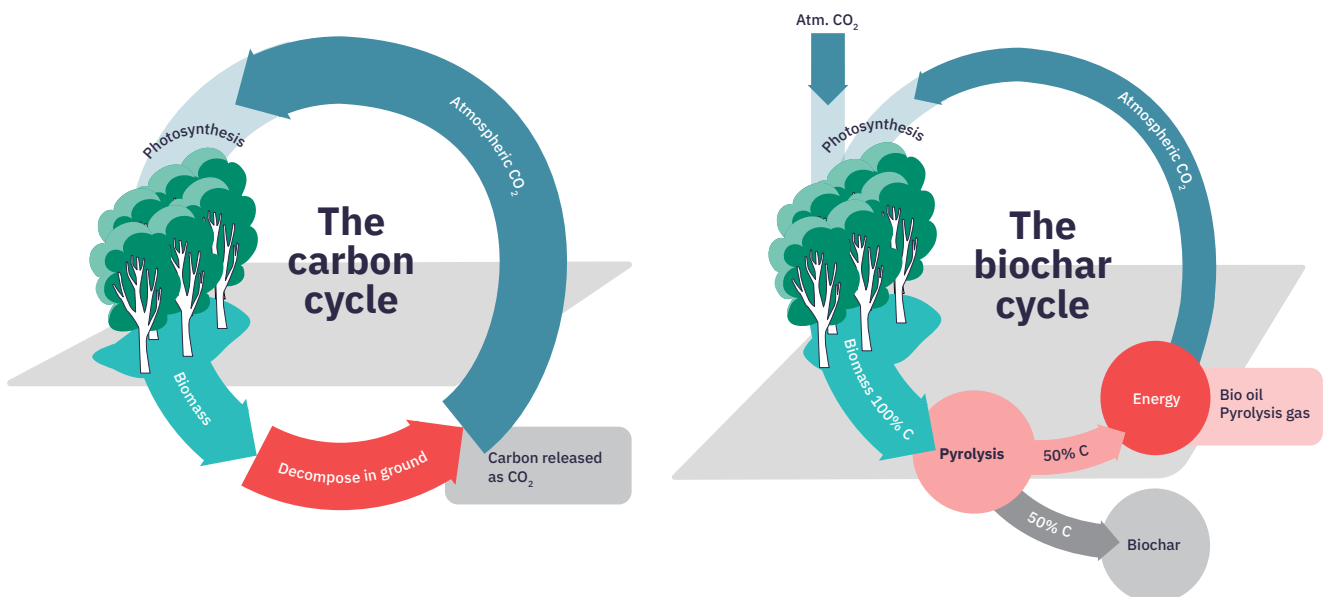 Photosynthesis
Atmospheric CO₂
The
carbon
cycle
Biomass
Decompose in ground
Carbon released
as CO₂
Atm. CO₂
Photosynthesis
Atmospheric CO₂
The
biochar
cycle
Biomass 100% C
Pyrolysis
50% C
Energy
Bio oil
Pyrolysis gas
50% C
Biochar